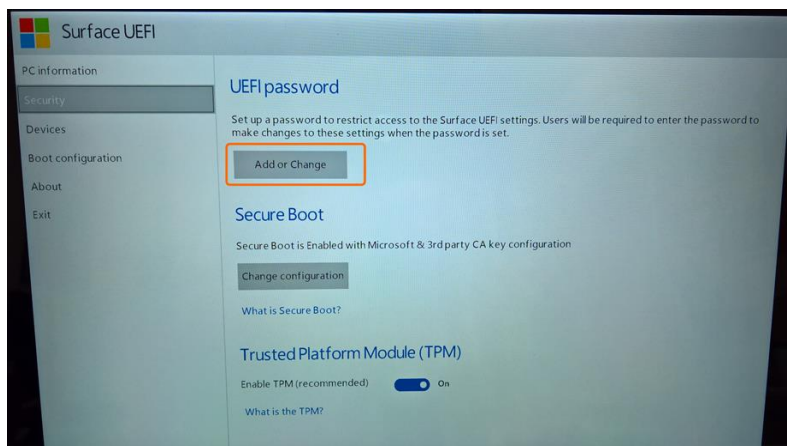 Surface UEFI
PC information
Security
Devices
Boot configuration
About
Exit
UEFI password
Set up a password to restrict access to the Surface UEFI settings. Users will be required to enter the password to
make changes to these settings when the password is set.
Add or Change
Secure Boot
Secure Boot is Enabled with Microsoft & 3rd party CA key configuration
Change configuration
What is Secure Boot?
Trusted Platform Module (TPM)
Enable TPM (recommended)
On
What is the TPM?